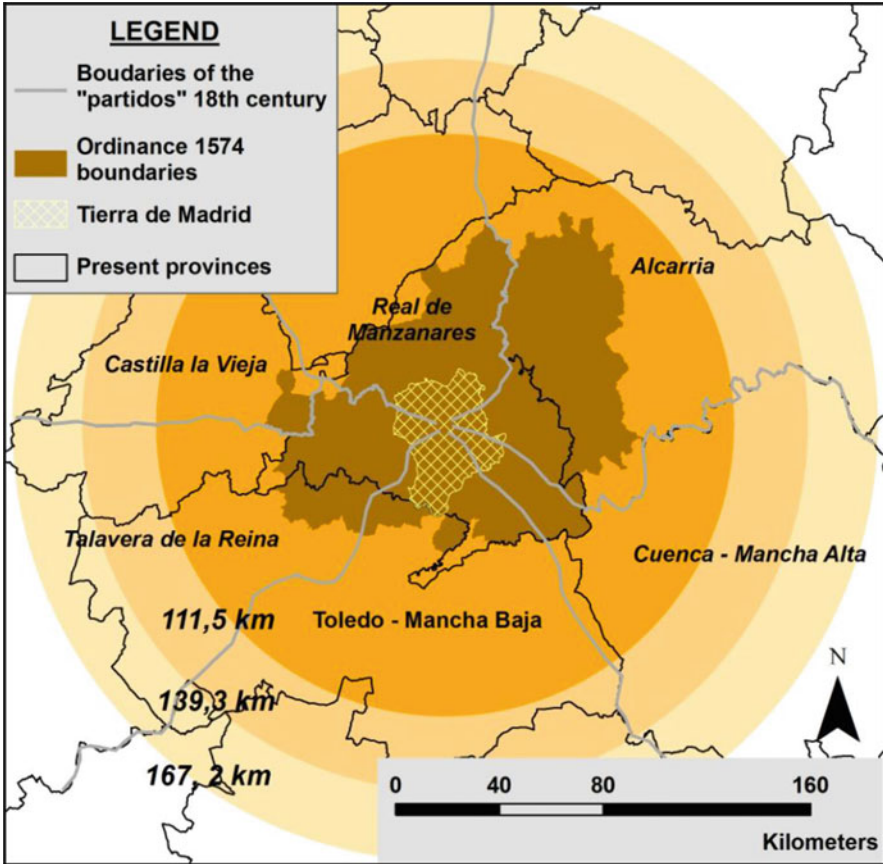 LEGEND
Boudaries of the
"partidos" 18th century
Ordinance 1574
boundaries
Tierra de Madrid
Present provinces
Alcarria
Real de
Manzanares
Castilla la Vieja
Talavera de la Reina
Cuenca - Mancha Alta
111,5 km
Toledo - Mancha Baja
139,3 km
167, 2 km
N
0 40 80 160
Kilometers